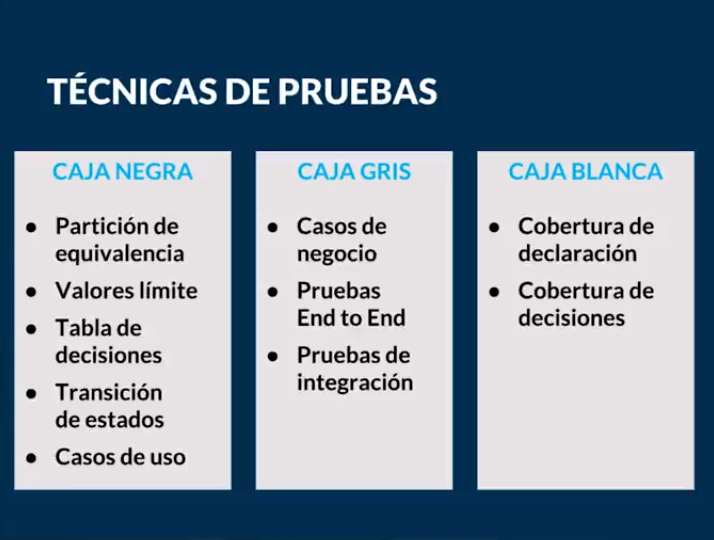 TÉCNICAS DE PRUEBAS
CAJA NEGRA
● Partición de
equivalencia
● Valores límite
● Tabla de
decisiones
● Transición
de estados
● Casos de uso
CAJA GRIS
● Casos de
negocio
● Pruebas
End to End
● Pruebas de
integración
CAJA BLANCA
● Cobertura de
declaración
● Cobertura de
decisiones